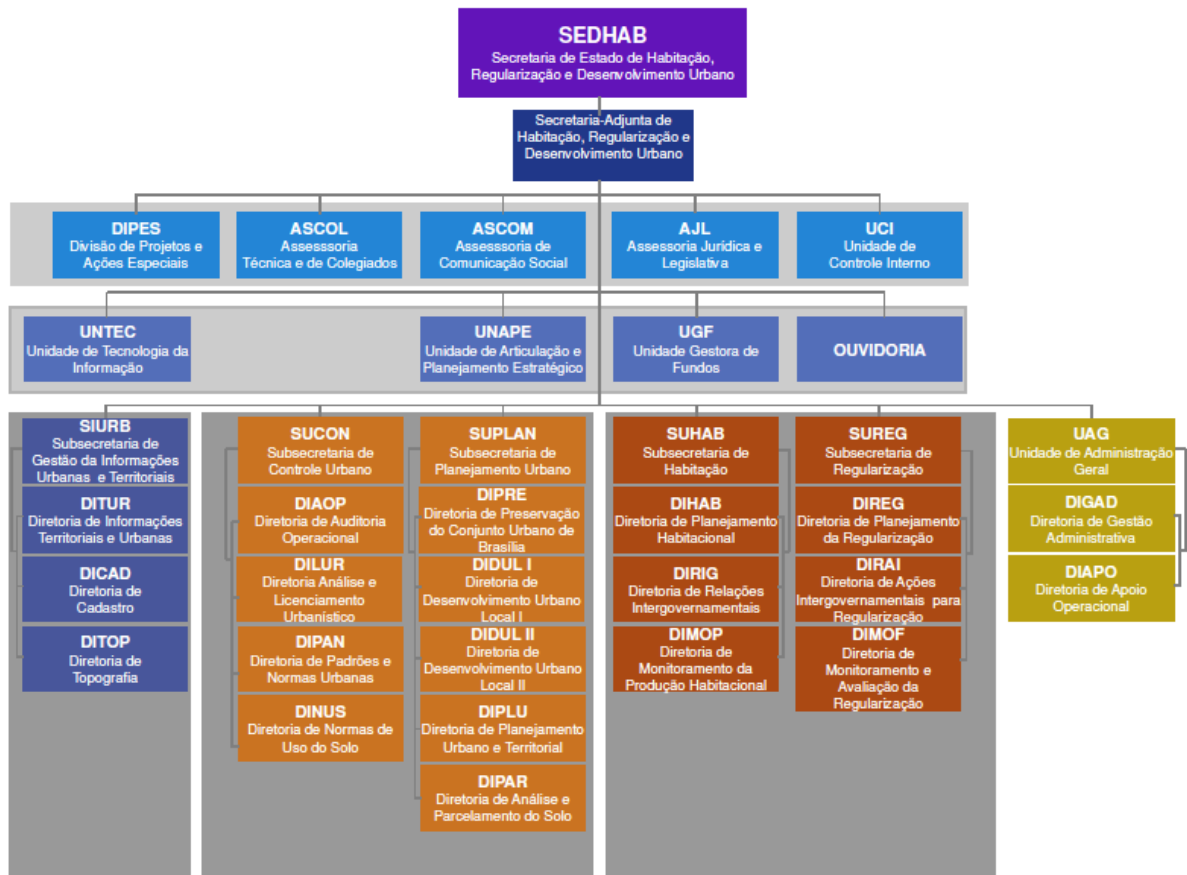 SEDHAB
Secretaria de Estado de Habitação,
Regularização e Desenvolvimento Urbano
Secretaria-Adjunta de
Habitação, Regularização e
Desenvolvimento Urbano
DIPES
Divisão de Projetos e
Ações Especiais
ASCOL
Assesssoria
Técnica e de Colegiados
ASCOM
Assesssoria de
Comunicação Social
AJL
Assessoria Jurídica e
Legislativa
UCI
Unidade de
Controle Interno
UNTEC
Unidade de Tecnologia da
Informação
UNAPE
Unidade de Articulação e
Planejamento Estratégico
UGF
Unidade Gestora de
Fundos
OUVIDORIA
SIURB
Subsecretaria de
Gestão da Informações
Urbanas e Territoriais
DITUR
Diretoria de Informações
Territoriais e Urbanas
DICAD
Diretoria de
Cadastro
DITOP
Diretoria de
Topografia
SUCON
Subsecretaria de
Controle Urbano
DIAOP
Diretoria de Auditoria
Operacional
DILUR
Diretoria Análise e
Licenciamento
Urbanístico
DIPAN
Diretoria de Padrões e
Normas Urbanas
DINUS
Diretoria de Normas de
Uso do Solo
SUPLAN
Subsecretaria de
Planejamento Urbano
DIPRE
Diretoria de Preservação
do Conjunto Urbano de
Brasília
DIDUL I
Diretoria de
Desenvolvimento Urbano
Local I
DIDUL II
Diretoria de
Desenvolvimento Urbano
Local II
DIPLU
Diretoria de Planejamento
Urbano e Territorial
DIPAR
Diretoria de Análise e
Parcelamento do Solo
SUHAB
Subsecretaria de
Habitação
DIHAB
Diretoria de Planejamento
Habitacional
DIRIG
Diretoria de Relações
Intergovernamentais
DIMOP
Diretoria de
Monitoramento da
Produção Habitacional
SUREG
Subsecretaria de
Regularização
DIREG
Diretoria de Planejamento
da Regularização
DIRAI
Diretoria de Ações
Intergovernamentais para
Regularização
DIMOF
Diretoria de
Monitoramento e
Avaliação da
Regularização
UAG
Unidade de Administração
Geral
DIGAD
Diretoria de Gestão
Administrativa
DIAPO
Diretoria de Apoio
Operacional